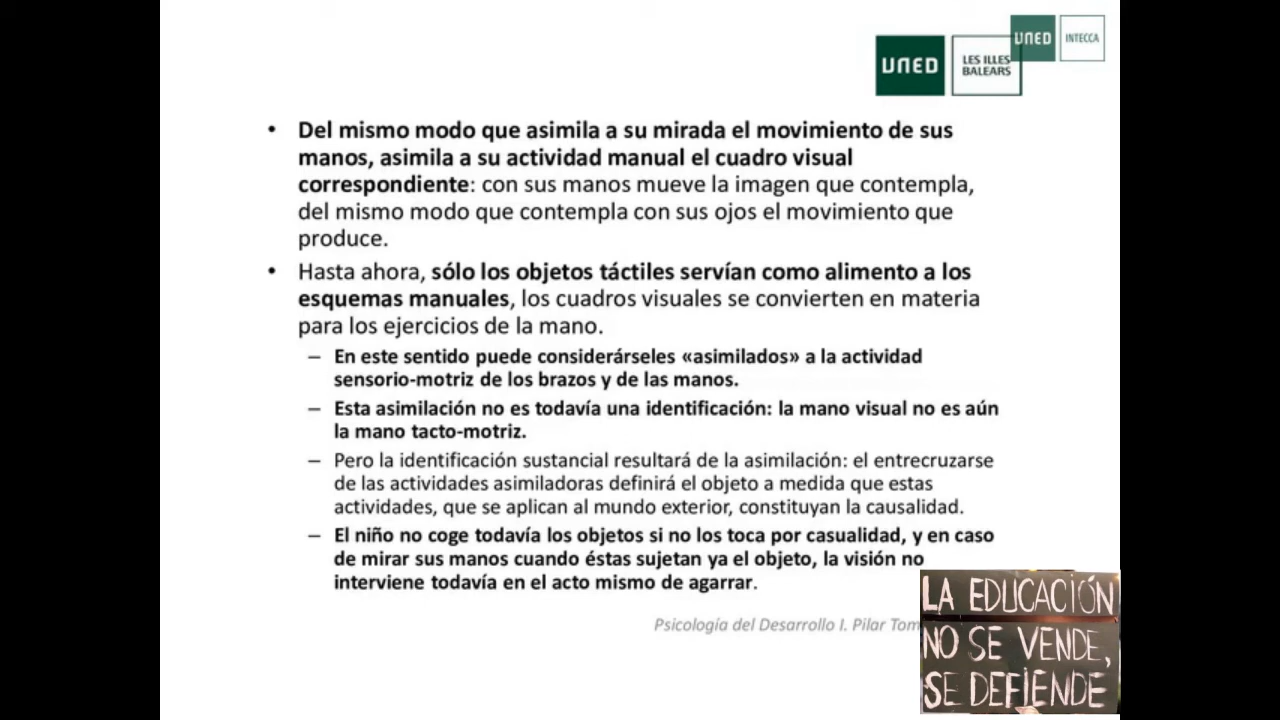 UNED
INTECCA
UNED
LES ILLES
BALEARS
• Del mismo modo que asimila a su mirada el movimiento de sus
manos, asimila a su actividad manual el cuadro visual
correspondiente: con sus manos mueve la imagen que contempla,
del mismo modo que contempla con sus ojos el movimiento que
produce.
• Hasta ahora, sólo los objetos táctiles servían como alimento a los
esquemas manuales, los cuadros visuales se convierten en materia
para los ejercicios de la mano.
– En este sentido puede considerárseles «asimilados» a la actividad
sensorio-motriz de los brazos y de las manos.
– Esta asimilación no es todavía una identificación: la mano visual no es aún
la mano tacto-motriz.
– Pero la identificación sustancial resultará de la asimilación: el entrecruzarse
de las actividades asimiladoras definirá el objeto a medida que estas
actividades, que se aplican al mundo exterior, constituyan la causalidad.
– El niño no coge todavía los objetos si no los toca por casualidad, y en caso
de mirar sus manos cuando éstas sujetan ya el objeto, la visión no
interviene todavía en el acto mismo de agarrar.
Psicología del Desarrollo I. Pilar
LA EDUCACIÓN
NO SE VENDE,
SE DEFIENDE